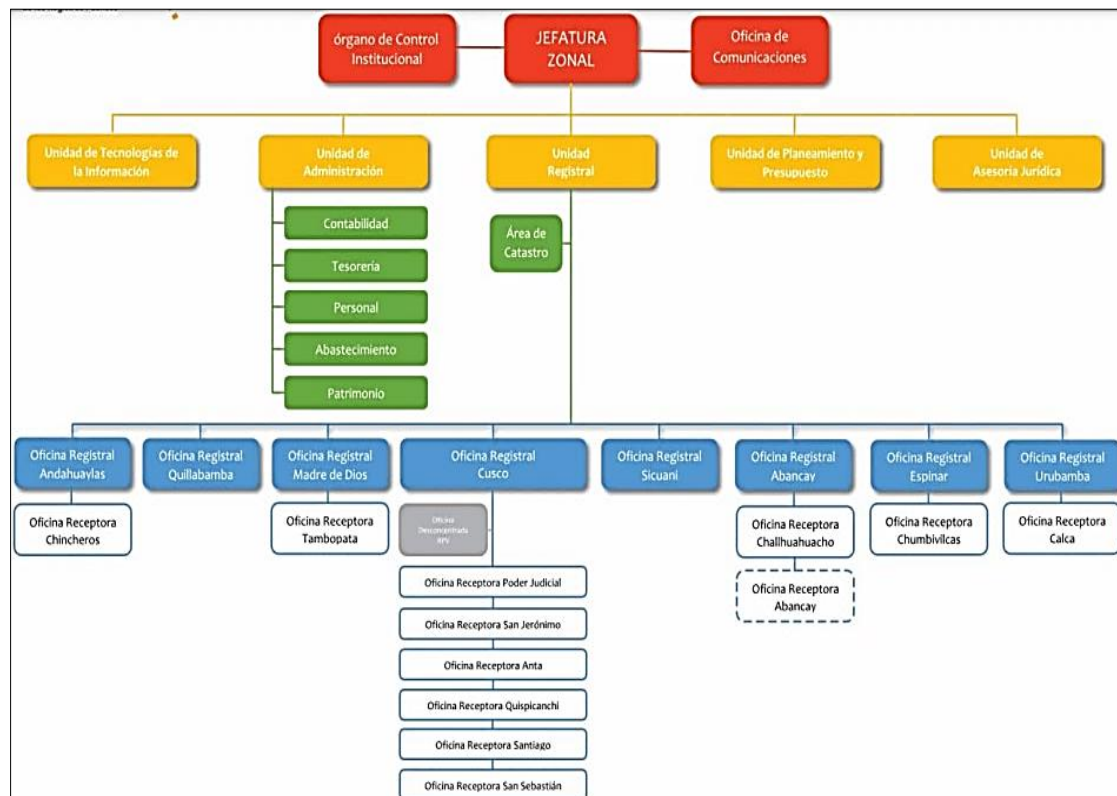 órgano de Control
Institucional
JEFATURA
ZONAL
Oficina de
Comunicaciones
Unidad de Tecnologías de
la Información
Unidad de
Administración
Unidad
Registral
Unidad de Planeamiento y
Presupuesto
Unidad de
Asesoría Jurídica
Contabilidad
Tesorería
Personal
Abastecimiento
Patrimonio
Área de
Catastro
Oficina Registral
Andahuaylas
Oficina Registral
Quillabamba
Oficina Registral
Madre de Dios
Oficina Registral
Cusco
Oficina Registral
Sicuani
Oficina Registral
Abancay
Oficina Registral
Espinar
Oficina Registral
Urubamba
Oficina Receptora
Chincheros
Oficina Receptora
Tambopata
Oficina
Desconcentrada
RPV
Oficina Receptora
Challhuahuacho
Oficina Receptora
Chumbivilcas
Oficina Receptora
Calca
Oficina Receptora
Abancay
Oficina Receptora Poder Judicial
Oficina Receptora San Jerónimo
Oficina Receptora Anta
Oficina Receptora Quispicanchi
Oficina Receptora Santiago
Oficina Receptora San Sebastián